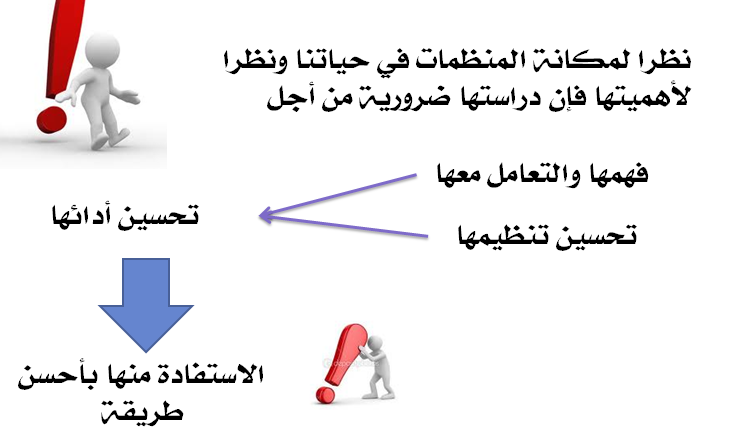 نظرا لمكانة المنظمات في حياتنا ونظرا
لأهميتها فإن دراستها ضرورية من أجل
فهمها والتعامل معها
تحسين تنظيمها
تحسين أدائها
الاستفادة منها بأحسن
طريقة